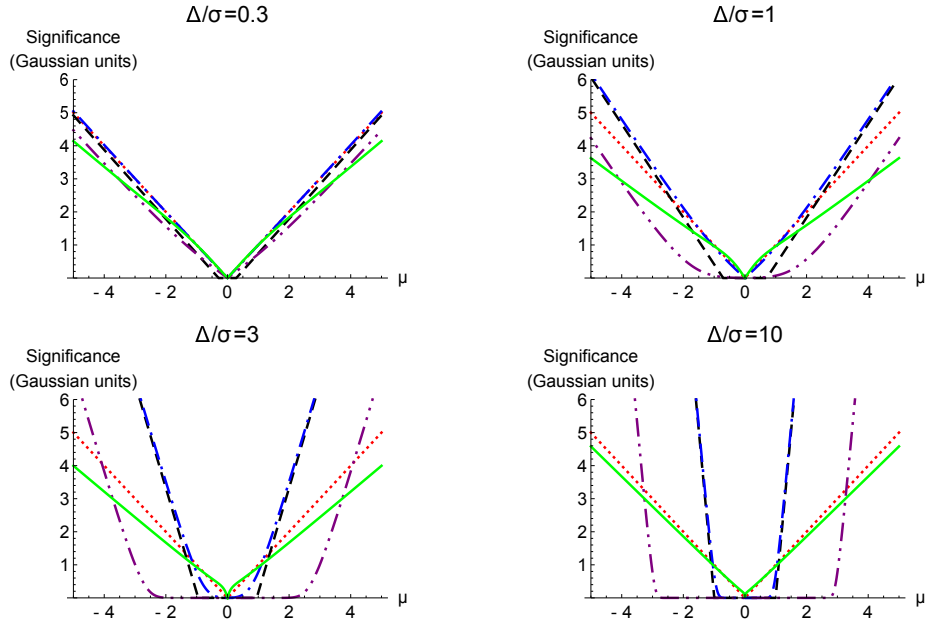 Δ/σ=0.3
Significance
(Gaussian units)
6
5
4
3
2
1
- 4
- 2
0
2
4
μ
Δ/σ=1
Significance
(Gaussian units)
6
5
4
3
2
1
- 4
- 2
0
2
4
μ
Δ/σ=3
Significance
(Gaussian units)
6
5
4
3
2
1
- 4
- 2
0
2
4
μ
Δ/σ=10
Significance
(Gaussian units)
6
5
4
3
2
1
- 4
- 2
0
2
4
μ